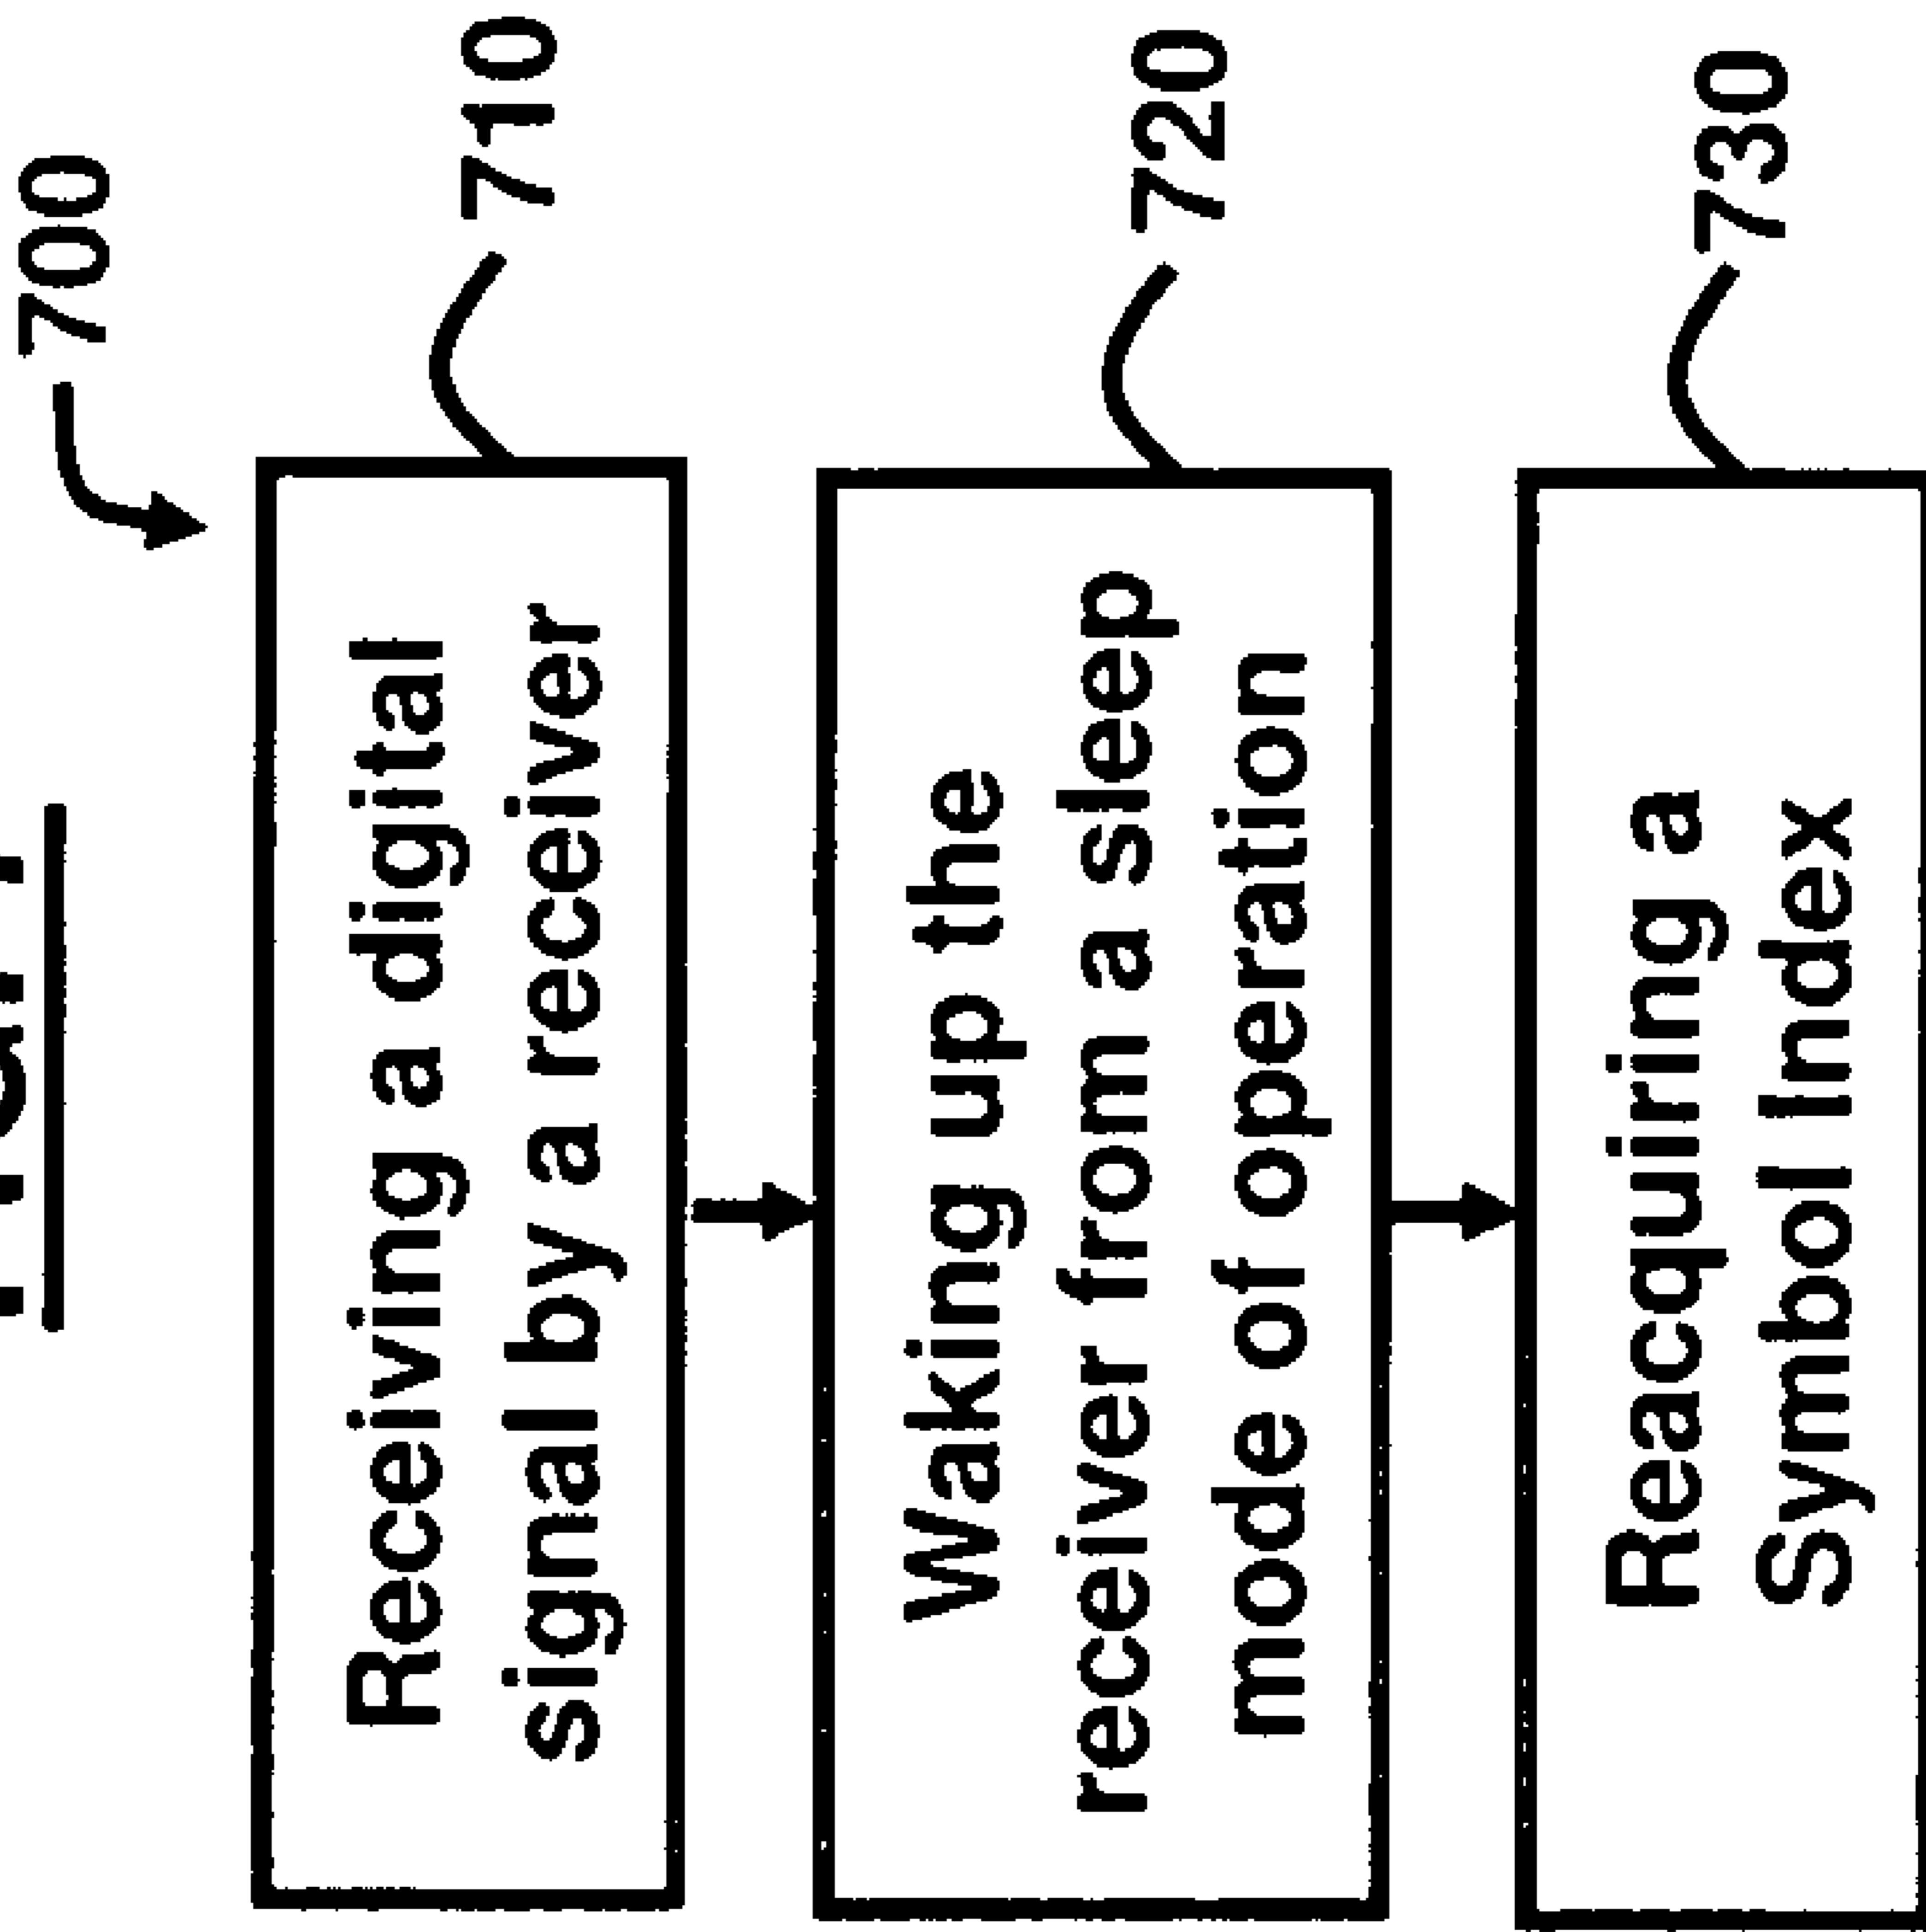 700
Receiving a digital
signal by a receiver
710
Waking up the
receiver from a sleep
mode of operation
720
Reacquiring a
Symbol Index
730